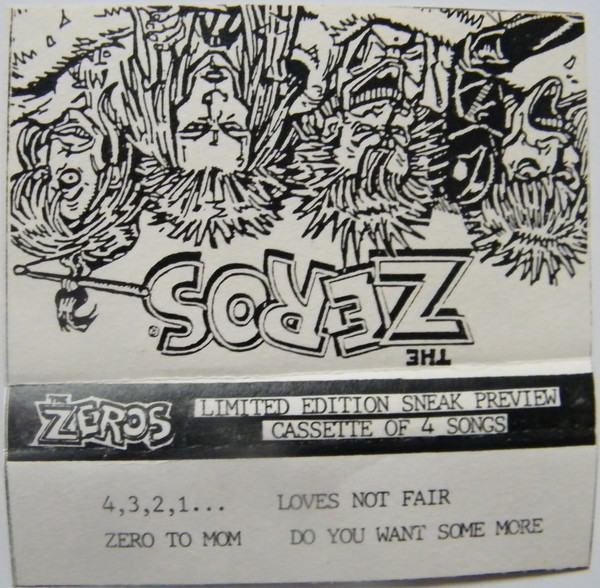 THE
ZEROS®
THE
ZEROS
LIMITED EDITION SNEAK PREVIEW
CASSETTE OF 4 SONGS
4,3,2,1... LOVES NOT FAIR
ZERO TO MOM DO YOU WANT SOME MORE